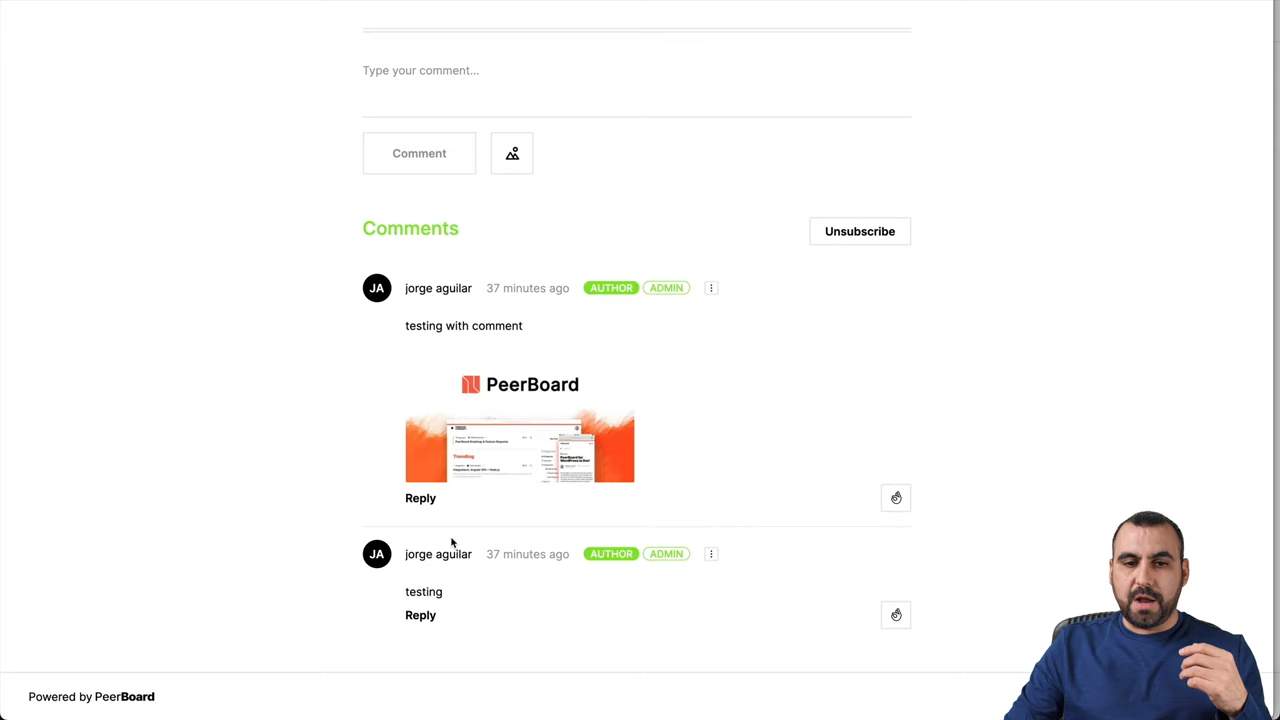 Type your comment...
Comment
Comments
Unsubscribe
JA jorge aguilar 37 minutes ago AUTHOR ADMIN
testing with comment
PeerBoard
Trending
Reply
JA jorge aguilar 37 minutes ago AUTHOR ADMIN
testing
Reply
Powered by PeerBoard